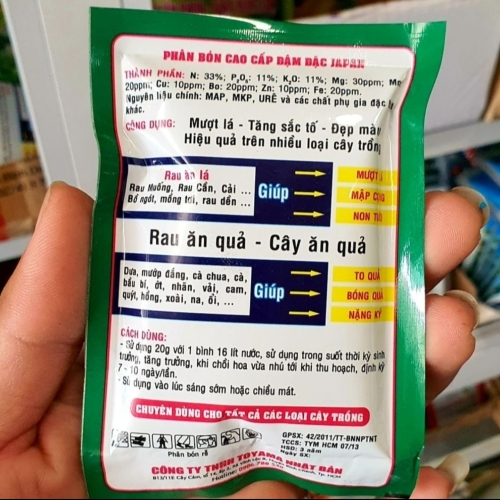 PHÂN BÓN CAO CẤP ĐẬM ĐẶC JAPAN
THÀNH PHẦN: N: 33%; P₂O₅: 11%; K₂O: 11%; Mg: 30ppm; Mn
20ppm; Cu: 10ppm; Bo: 20ppm; Zn: 10ppm; Fe: 20ppm.
Nguyên liệu chính: MAP, MKP, URÊ và các chất phụ gia đặc
khác.
CÔNG DỤNG: Mượt lá - Tăng sắc tố - Đẹp màu
Hiệu quả trên nhiều loại cây trồng
Rau ăn lá
Rau Muống, Rau Cần, Cải ...
Bồ ngót, mồng tơi, rau dền ...
Giúp
MƯỢT LÁ
MẬP
NON
Rau ăn quả - Cây ăn quả
Dưa, mướp đắng, cà chua, cà,
bầu bí, ớt, nhãn, vải, cam,
quýt, hồng, xoài, na, ổi, ...
Giúp
TO QUẢ
BÓNG QUẢ
NẶNG KÝ
CÁCH DÙNG:
- Sử dụng 20g với 1 bình 16 lít nước, sử dụng trong suốt thời kỳ sinh
trưởng, tăng trưởng, khi chồi hoa vừa nhú tới khi thu hoạch, định kỳ
7 - 10 ngày/lần.
- Sử dụng vào lúc sáng sớm hoặc chiều mát.
CHUYÊN DÙNG CHO TẤT CẢ CÁC LOẠI CÂY TRỒNG
Phân bón rễ
GPSX: 42/2011/TT-BNNPTNT
TCCS: TYM HCM 07/13
HSD: 3 năm
Ngày SX:
CÔNG TY TNHH TOYAMA NHẬT BẢN